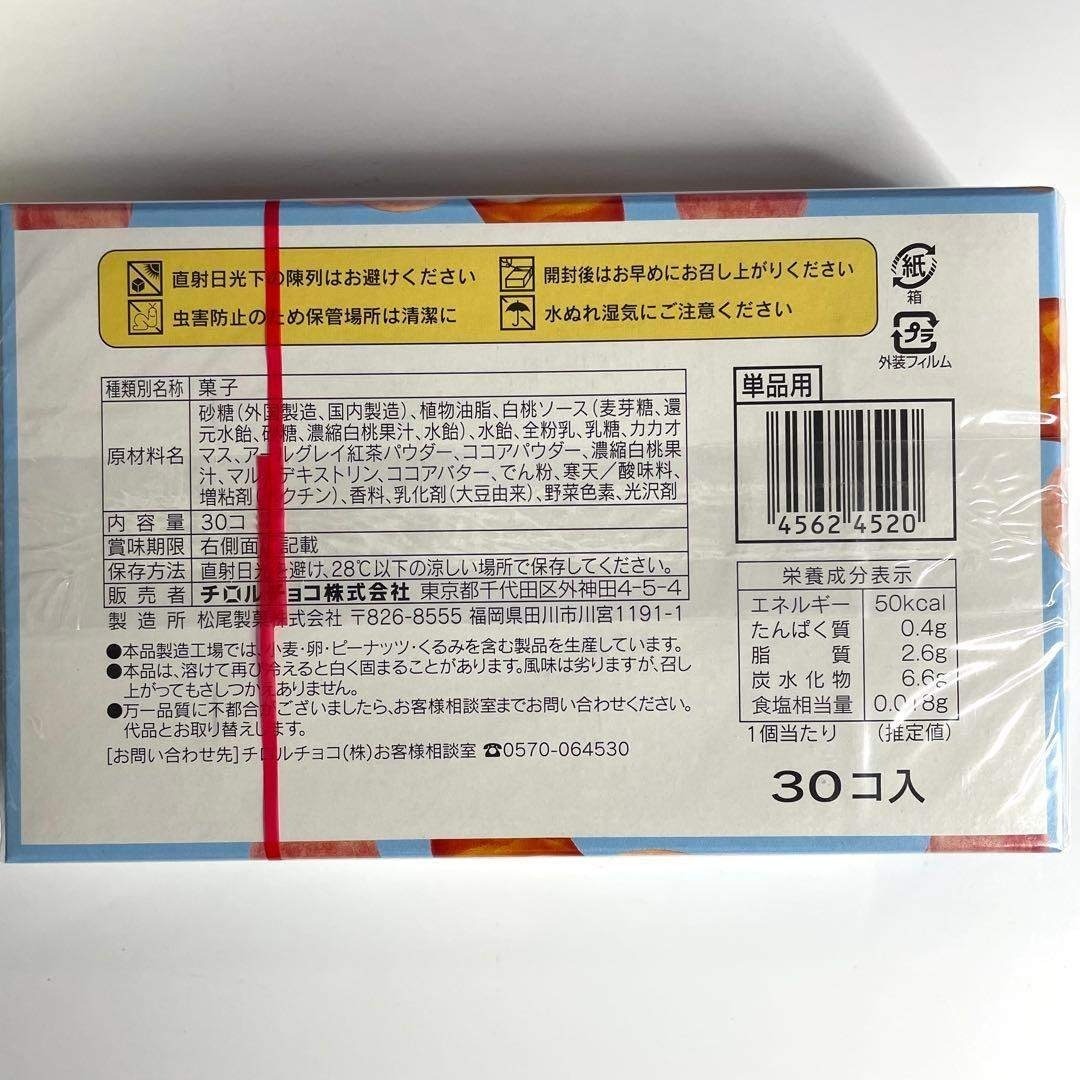 直射日光下の陳列はお避けください
開封後はお早めにお召し上がりください
虫害防止のため保管場所は清潔に
水ぬれ湿気にご注意ください
紙
箱
プラ
外装フィルム
種類別名称 菓子
原材料名 砂糖(外国製造、国内製造)、植物油脂、白桃ソース(麦芽糖、還
元水飴、砂糖、濃縮白桃果汁、水飴)、水飴、全粉乳、乳糖、カカオ
マス、アールグレイ紅茶パウダー、ココアパウダー、濃縮白桃果
汁、マルトデキストリン、ココアバター、でん粉、寒天/酸味料、
増粘剤(ペクチン)、香料、乳化剤(大豆由来)、野菜色素、光沢剤
内容量 30コ
賞味期限 右側面に記載
保存方法 直射日光を避け、28℃以下の涼しい場所で保存してください。
販売者 チロルチョコ株式会社 東京都千代田区外神田4-5-4
製造所 松尾製菓株式会社 〒826-8555 福岡県田川市川宮1191-1
●本品製造工場では、小麦・卵・ピーナッツ・くるみを含む製品を生産しています。
●本品は、溶けて再び冷えると白く固まることがあります。風味は劣りますが、召し
上がってもさしつかえありません。
●万一品質に不都合がございましたら、お客様相談室までお問い合わせください。
代品とお取り替えします。
[お問い合わせ先]チロルチョコ(株)お客様相談室 ☎0570-064530
単品用
4562 4520
栄養成分表示
エネルギー 50kcal
たんぱく質 0.4g
脂質 2.6g
炭水化物 6.6g
食塩相当量 0.018g
1個当たり (推定値)
30コ入